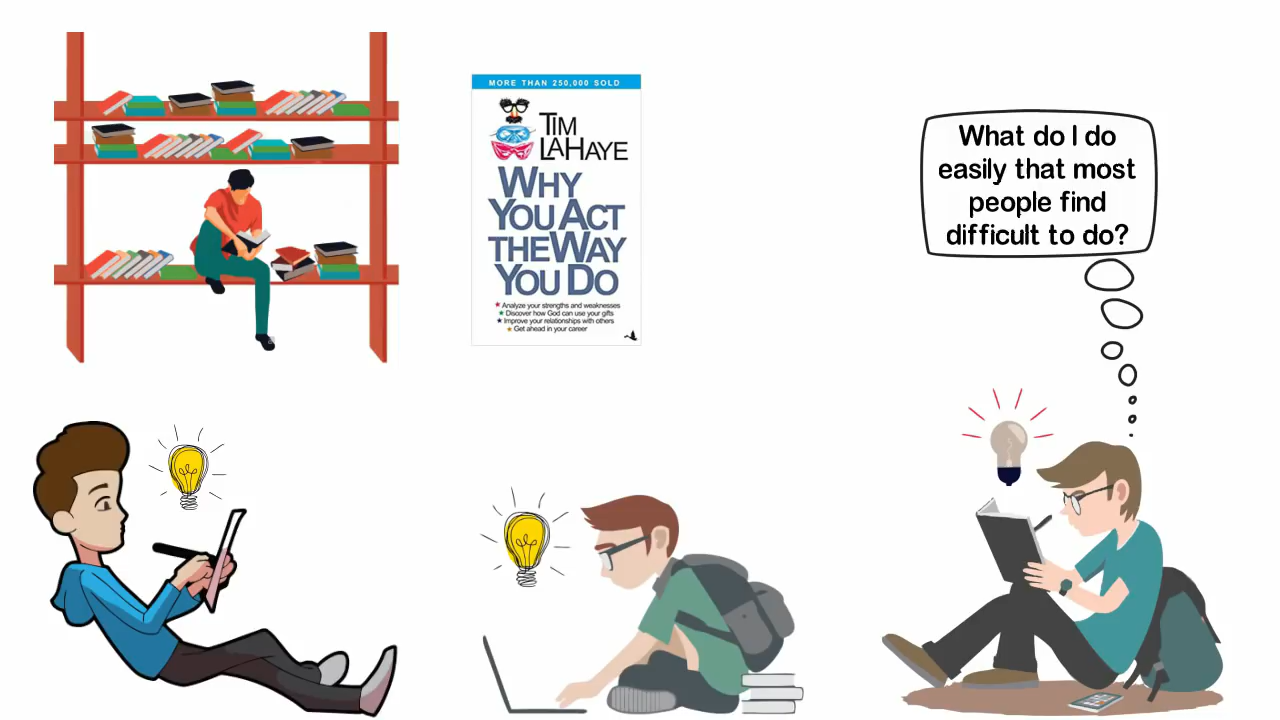 MORE THAN 250,000 SOLD
TIM
LAHAYE
WHY
YOU ACT
THE WAY
YOU DO
* Analyze your strengths and weaknesses
* Discover how God can use your gifts
* Improve your relationships with others
* Get ahead in your career
What do I do
easily that most
people find
difficult to do?